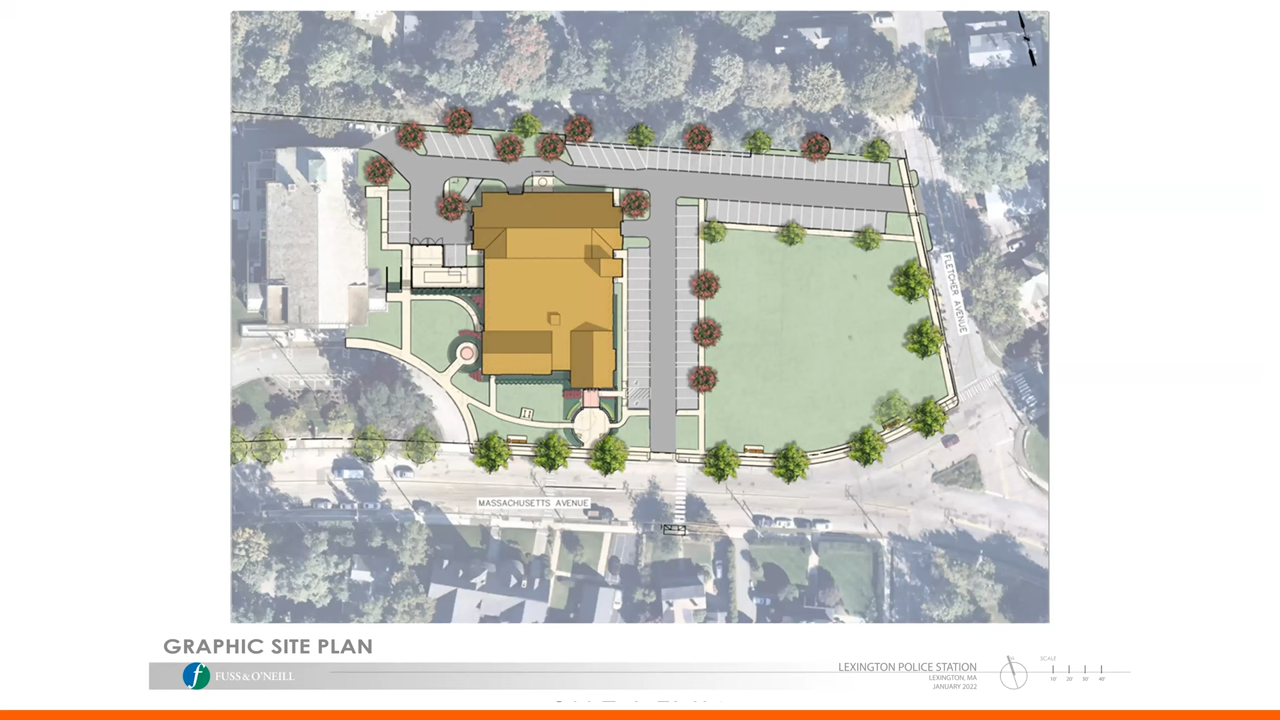 FLETCHER AVENUE
MASSACHUSETTS AVENUE
GRAPHIC SITE PLAN
FUSS & O'NEILL
LEXINGTON POLICE STATION
LEXINGTON, MA
JANUARY 2022
N
SCALE
10' 20' 30' 40'